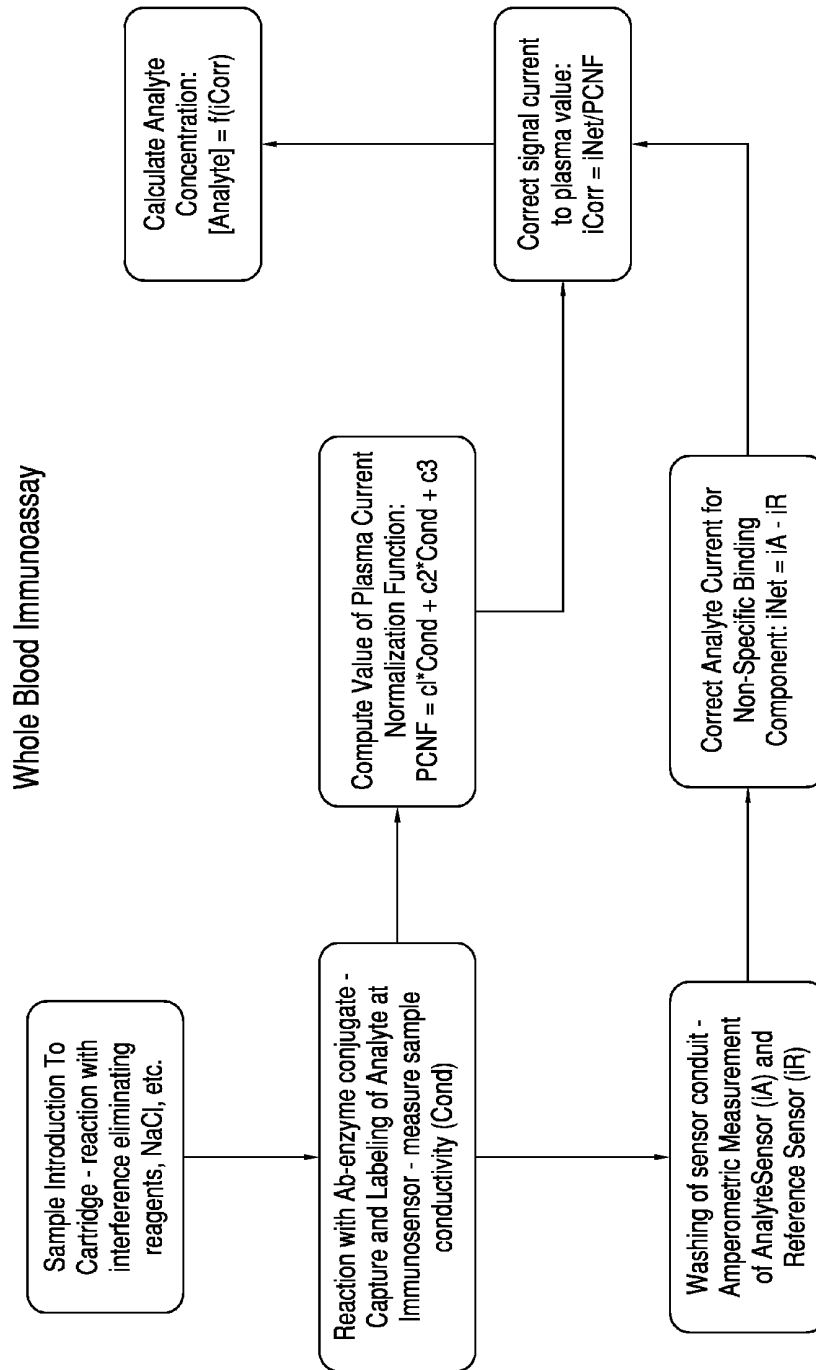 Whole Blood Immunoassay
Sample Introduction To
Cartridge - reaction with
interference eliminating
reagents, NaCl, etc.
Reaction with Ab-enzyme conjugate -
Capture and Labeling of Analyte at
Immunosensor - measure sample
conductivity (Cond)
Washing of sensor conduit -
Amperometric Measurement
of AnalyteSensor (iA) and
Reference Sensor (iR)
Compute Value of Plasma Current
Normalization Function:
PCNF = cl*Cond + c2*Cond + c3
Correct Analyte Current for
Non-Specific Binding
Component: iNet = iA - iR
Correct signal current
to plasma value:
iCorr = iNet/PCNF
Calculate Analyte
Concentration:
[Analyte] = f(iCorr)